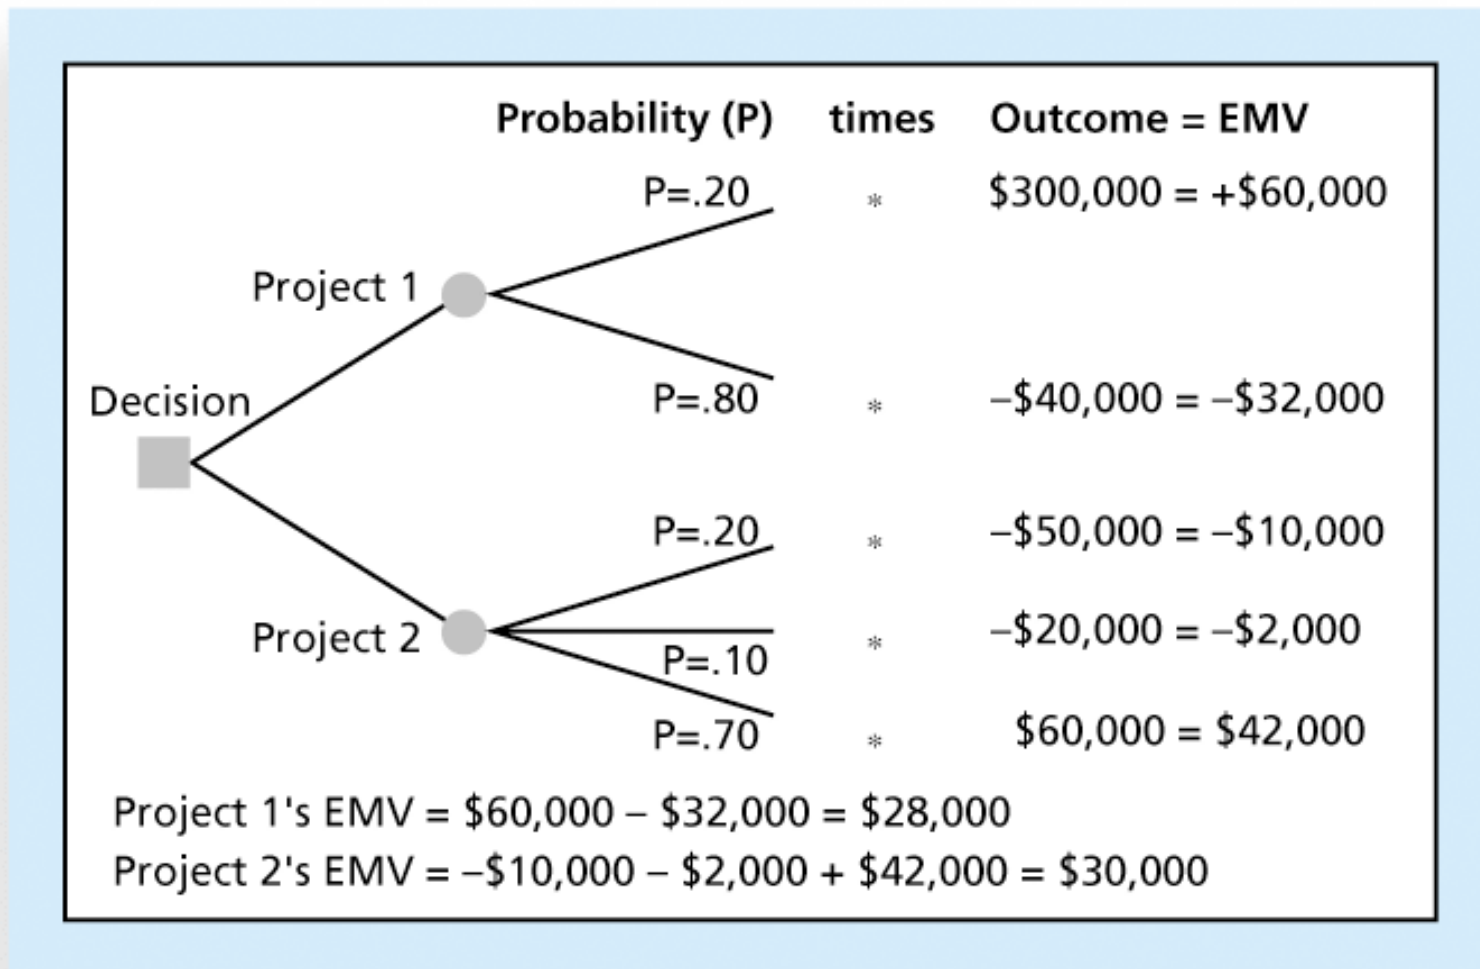 Probability (P) times Outcome = EMV
P=.20 * $300,000 = +$60,000
Project 1
P=.80 * –$40,000 = –$32,000
Decision
P=.20 * –$50,000 = –$10,000
Project 2
P=.10 * –$20,000 = –$2,000
P=.70 * $60,000 = $42,000
Project 1's EMV = $60,000 – $32,000 = $28,000
Project 2's EMV = –$10,000 – $2,000 + $42,000 = $30,000